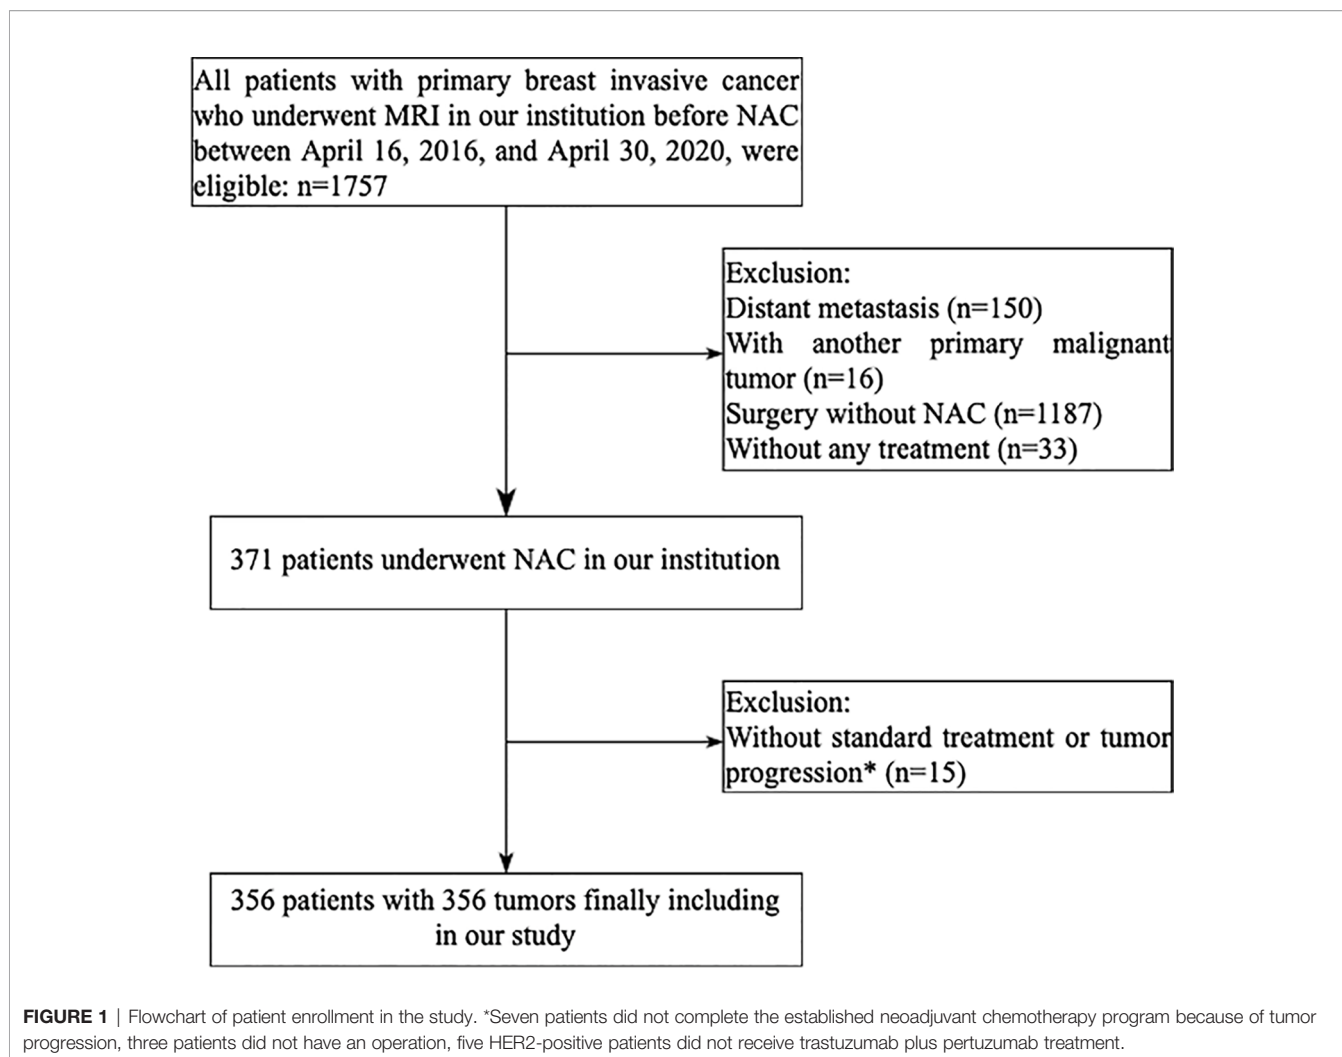 All patients with primary breast invasive cancer
who underwent MRI in our institution before NAC
between April 16, 2016, and April 30, 2020, were
eligible: n=1757
Exclusion:
Distant metastasis (n=150)
With another primary malignant
tumor (n=16)
Surgery without NAC (n=1187)
Without any treatment (n=33)
371 patients underwent NAC in our institution
Exclusion:
Without standard treatment or tumor
progression* (n=15)
356 patients with 356 tumors finally including
in our study
FIGURE 1 | Flowchart of patient enrollment in the study. *Seven patients did not complete the established neoadjuvant chemotherapy program because of tumor
progression, three patients did not have an operation, five HER2-positive patients did not receive trastuzumab plus pertuzumab treatment.